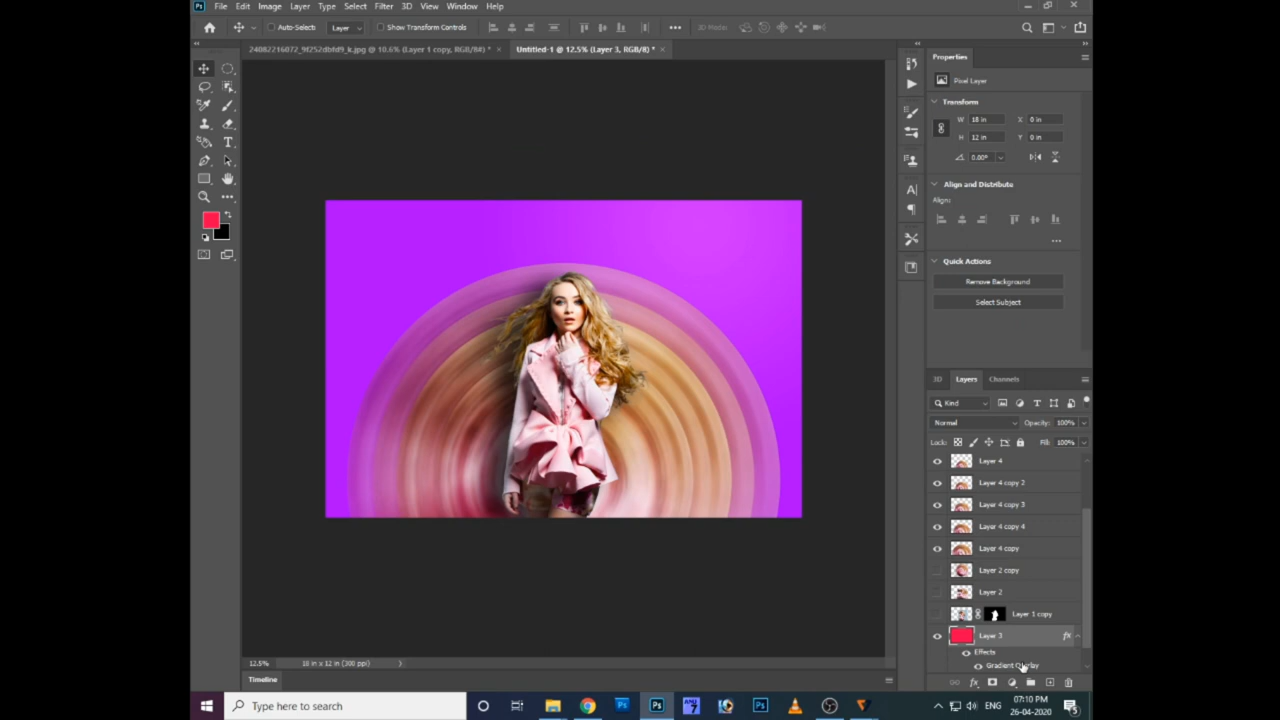 File Edit Image Layer Type Select Filter 3D View Window Help
Auto-Select: Layer Show Transform Controls 3D Mode:
24082216072_9f252dbfd9_k.jpg @ 10.6% (Layer 1 copy, RGB/8#) * Untitled-1 @ 12.5% (Layer 3, RGB/8) *
Properties
Pixel Layer
Transform
W 18 in X 0 in
H 12 in Y 0 in
0.00°
Align and Distribute
Align:
Quick Actions
Remove Background
Select Subject
3D Layers Channels
Kind
Normal Opacity: 100%
Lock: Fill: 100%
Layer 4
Layer 4 copy 2
Layer 4 copy 3
Layer 4 copy 4
Layer 4 copy
Layer 2 copy
Layer 2
Layer 1 copy
Layer 3 fx
Effects
Gradient Overlay
12.5% 18 in x 12 in (300 ppi)
Timeline
Type here to search
ENG
07:10 PM
26-04-2020